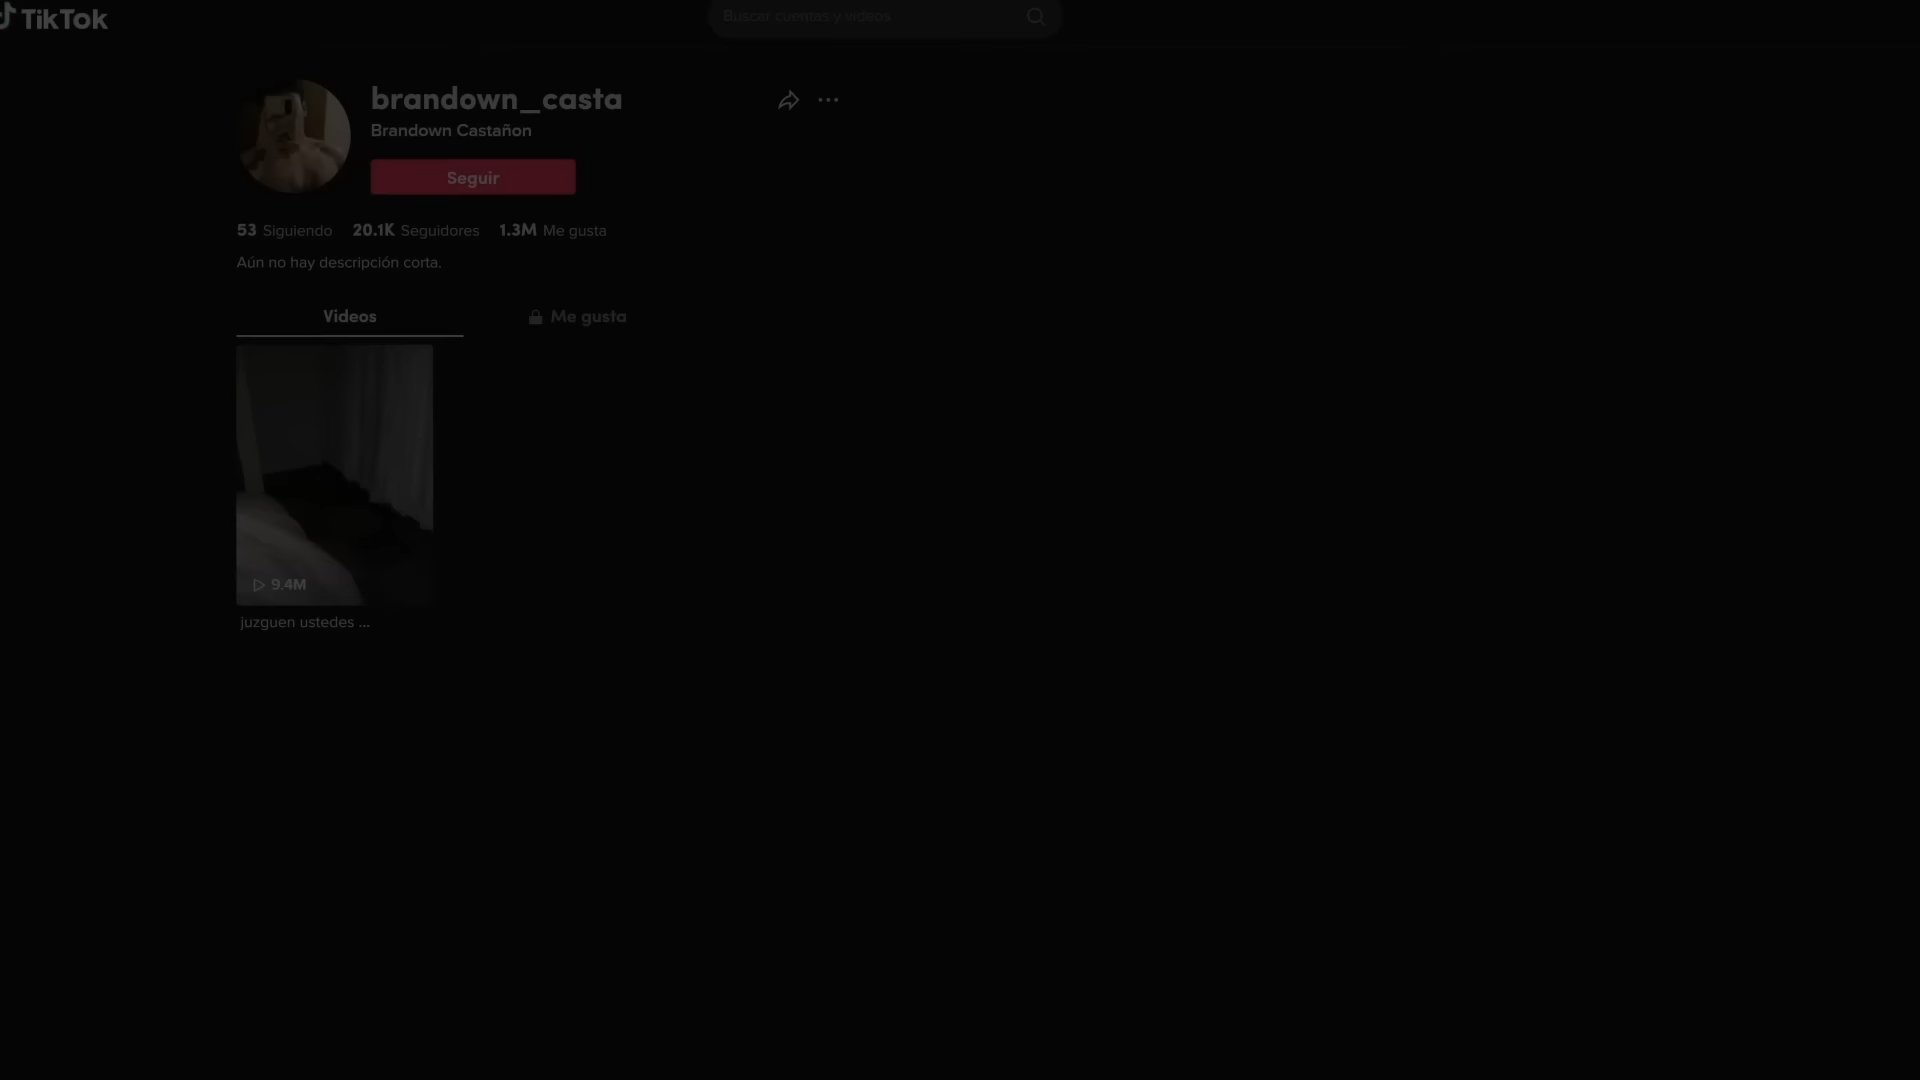 TikTok
Buscar cuentas y videos
brandown_casta
Brandown Castañon
Seguir
53 Siguiendo 20.1K Seguidores 1.3M Me gusta
Aún no hay descripción corta.
Videos Me gusta
9.4M
juzguen ustedes ...